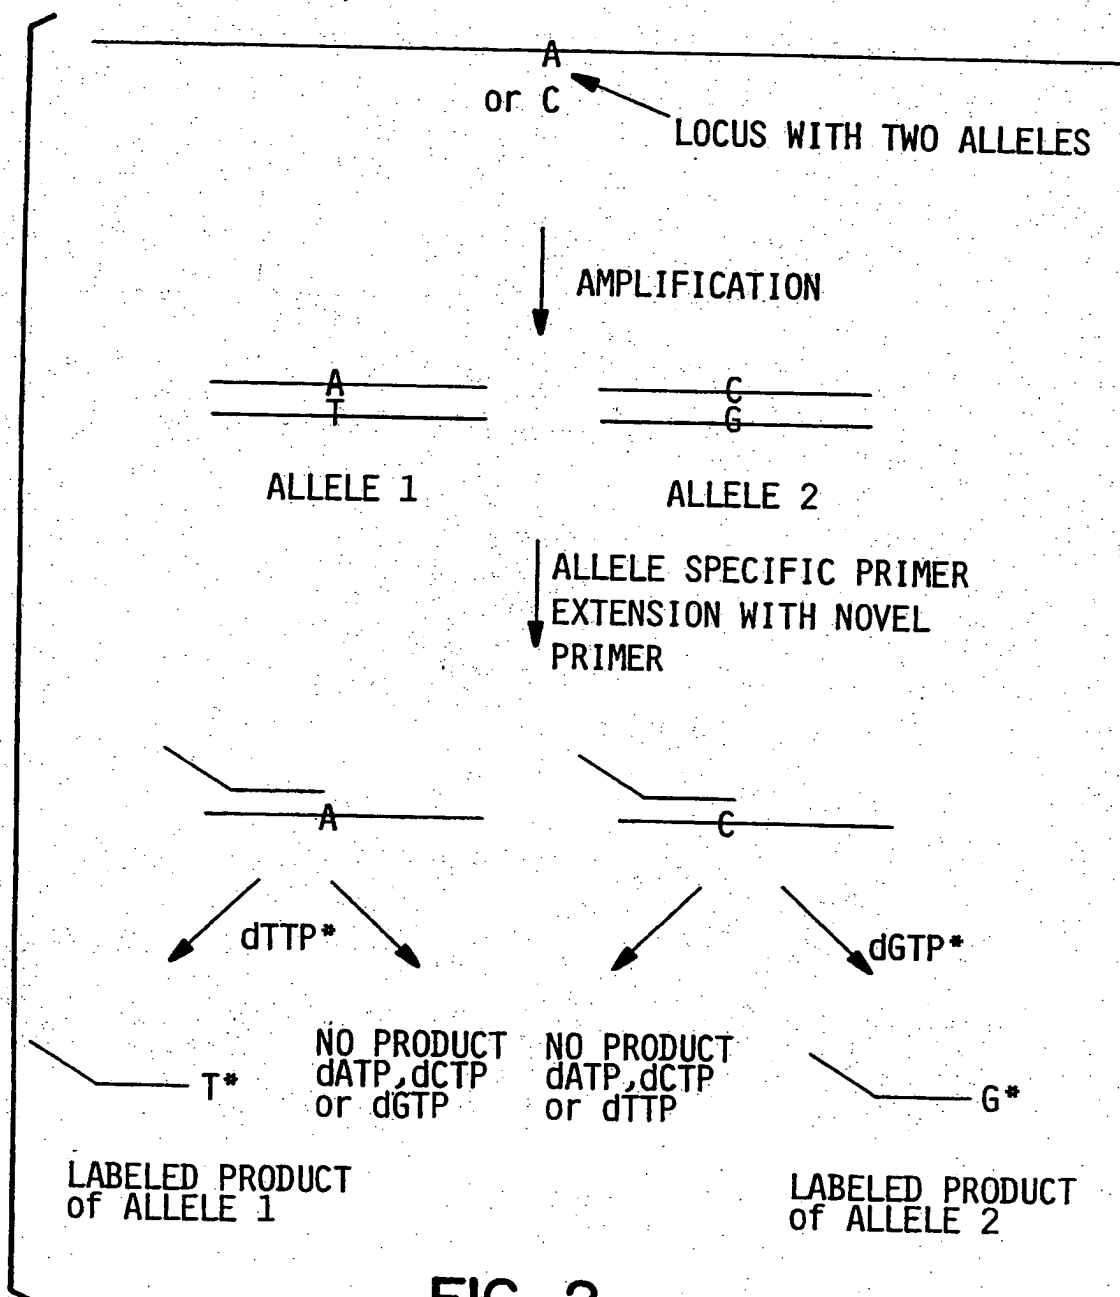 A
or C
LOCUS WITH TWO ALLELES
AMPLIFICATION
A
T
C
G
ALLELE 1
ALLELE 2
ALLELE SPECIFIC PRIMER
EXTENSION WITH NOVEL
PRIMER
A
C
dTTP*
dGTP*
T*
NO PRODUCT
dATP,dCTP
or dGTP
NO PRODUCT
dATP,dCTP
or dTTP
G*
LABELED PRODUCT
of ALLELE 1
LABELED PRODUCT
of ALLELE 2
FIG. 2